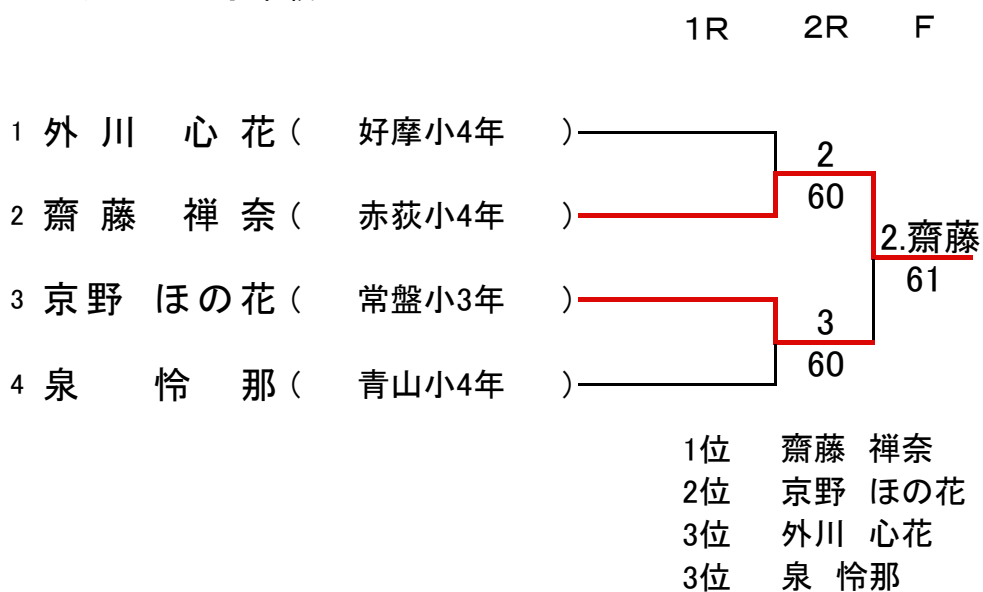 1R 2R F
1 外 川 心 花 ( 好摩小4年 )
2
60
2 齋 藤 禅 奈 ( 赤荻小4年 )
2.齋藤
61
3 京 野 ほ の 花 ( 常盤小3年 )
3
60
4 泉 怜 那 ( 青山小4年 )
1位 齋藤 禅奈
2位 京野 ほの花
3位 外川 心花
3位 泉 怜那